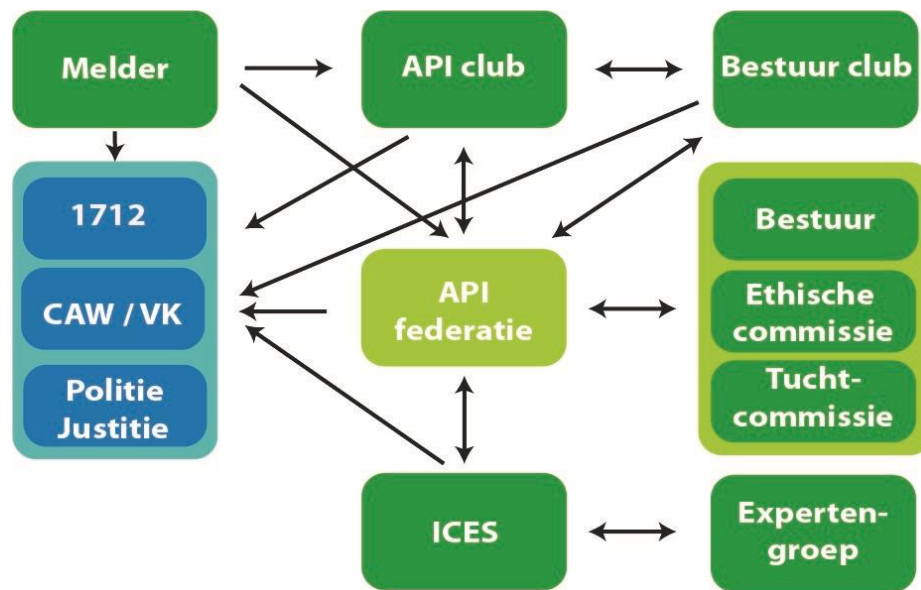 Melder
API club
Bestuur club
1712
CAW / VK
Politie
Justitie
API
federatie
Bestuur
Ethische
commissie
Tucht-
commissie
ICES
Experten-
groep